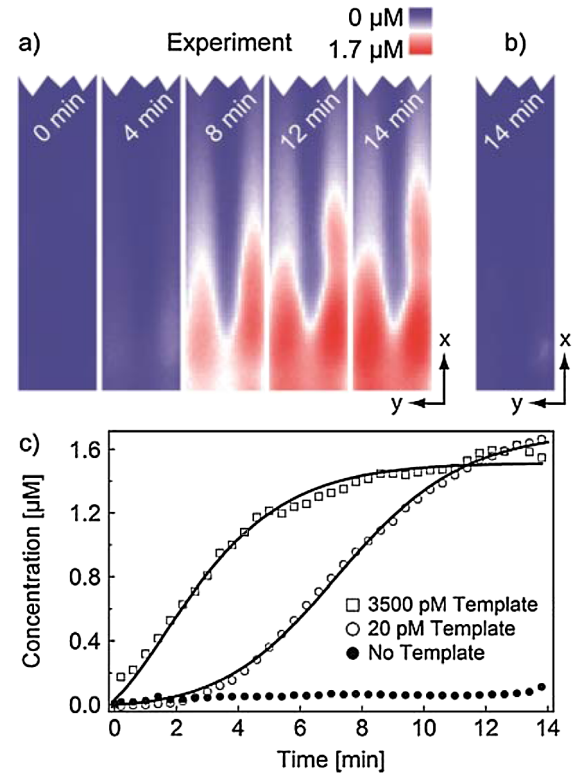 a) Experiment 0 µM b)
1.7 µM
0 min 4 min 8 min 12 min 14 min 14 min
x x
y y
c)
1.6
1.2
0.8
0.4
0.0
Concentration [µM]
3500 pM Template
20 pM Template
No Template
0 2 4 6 8 10 12 14
Time [min]